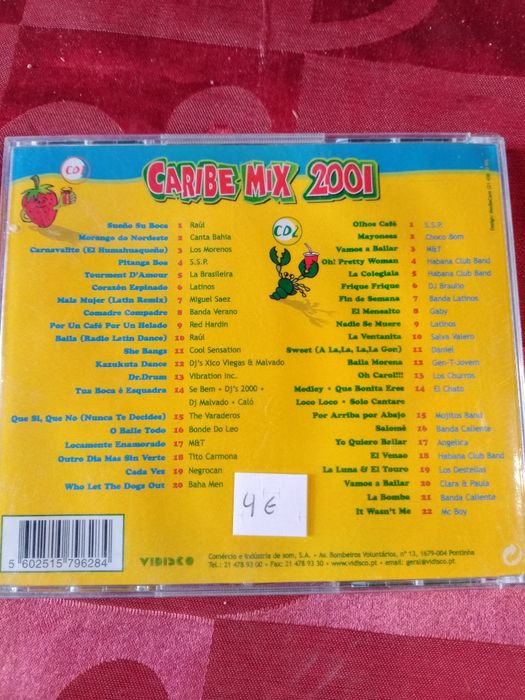 CD1
CARIBE MIX 2001
Sueño Su Boca 1 Raúl
Morango do Nordeste 2 Canta Bahia
Carnavalito (El Humahuaqueño) 3 Los Morenos
Pitanga Boa 4 S.S.P.
Tourment D'Amour 5 La Brasileira
Corazón Espinado 6 Latinos
Mala Mujer (Latin Remix) 7 Miguel Saez
Comadre Compadre 8 Banda Verano
Por Un Café Por Un Helado 9 Red Hardin
Baila (Radio Latin Dance) 10 Raúl
She Bangs 11 Cool Sensation
Kazukuta Dance 12 Dj's Xico Viegas & Malvado
Dr.Drum 13 Vibration Inc.
Tua Boca é Esquadra 14 Se Bem • Dj's 2000 •
Dj Malvado • Caló
Que Si, Que No (Nunca Te Decides) 15 The Varaderos
O Baile Todo 16 Bonde Do Leo
Locamente Enamorado 17 M&T
Outro Dia Mas Sin Verte 18 Tito Carmona
Cada Vez 19 Negrocan
Who Let The Dogs Out 20 Baha Men
CD2
Olhos Café 1 S.S.P.
Mayonesa 2 Choco Bom
Vamos a Bailar 3 M&T
Oh! Pretty Woman 4 Habana Club Band
La Colegiala 5 Habana Club Band
Frique Frique 6 DJ Braulio
Fin de Semana 7 Banda Latinos
El Meneaito 8 Gaby
Nadie Se Muere 9 Latinos
La Ventanita 10 Salva Valero
Sweet (A La, La, La, La Gor.) 11 Daniel
Baila Morena 12 Gen-T-Jovem
Oh Carol!!! 13 Los Churros
Medley • Que Bonita Eres 14 El Chato
Loco Loco • Solo Cantare
Por Arriba por Abajo 15 Mojitos Band
Salomé 16 Banda Caliente
Yo Quiero Bailar 17 Angelica
El Venao 18 Habana Club Band
La Luna & El Touro 19 Los Destellas
Vamos a Bailar 20 Clara & Paula
La Bomba 21 Banda Caliente
It Wasn't Me 22 Mc Boy
4 €
5 602515 796284
VIDISCO
Comércio e Indústria de som, S.A. • Av. Bombeiros Voluntários, nº 13, 1679-004 Pontinha
Tel.: 21 478 93 00 • Fax: 21 478 93 30 • www.vidisco.pt • email: geral@vidisco.pt